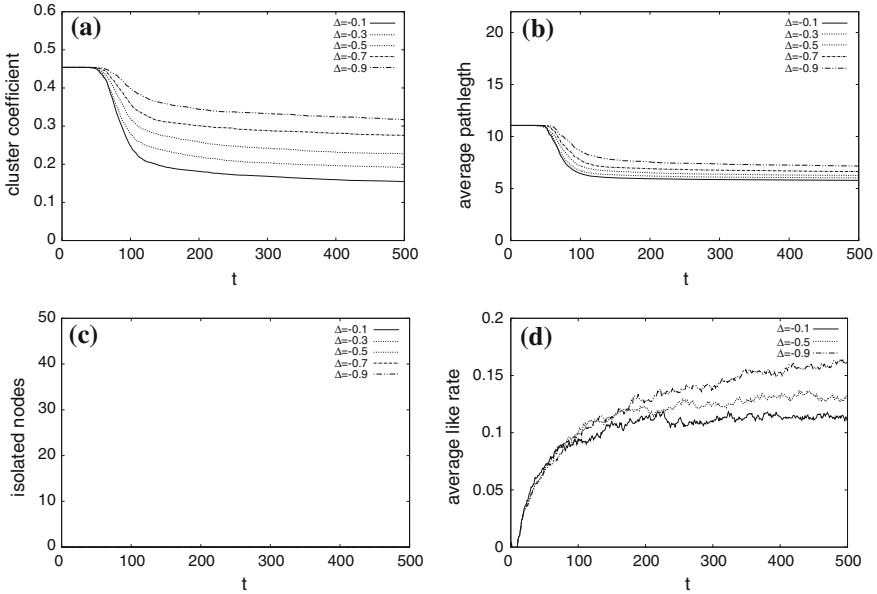 (a)
0.6
0.5
0.4
0.3
0.2
0.1
0
cluster coefficient
Δ=-0.1
Δ=-0.3
Δ=-0.5
Δ=-0.7
Δ=-0.9
0 100 200 300 400 500
t
(b)
20
15
10
5
0
average pathlegth
Δ=-0.1
Δ=-0.3
Δ=-0.5
Δ=-0.7
Δ=-0.9
0 100 200 300 400 500
t
(c)
50
40
30
20
10
0
isolated nodes
Δ=-0.1
Δ=-0.3
Δ=-0.5
Δ=-0.7
Δ=-0.9
0 100 200 300 400 500
t
(d)
0.2
0.15
0.1
0.05
0
average like rate
Δ=-0.1
Δ=-0.5
Δ=-0.9
0 100 200 300 400 500
t